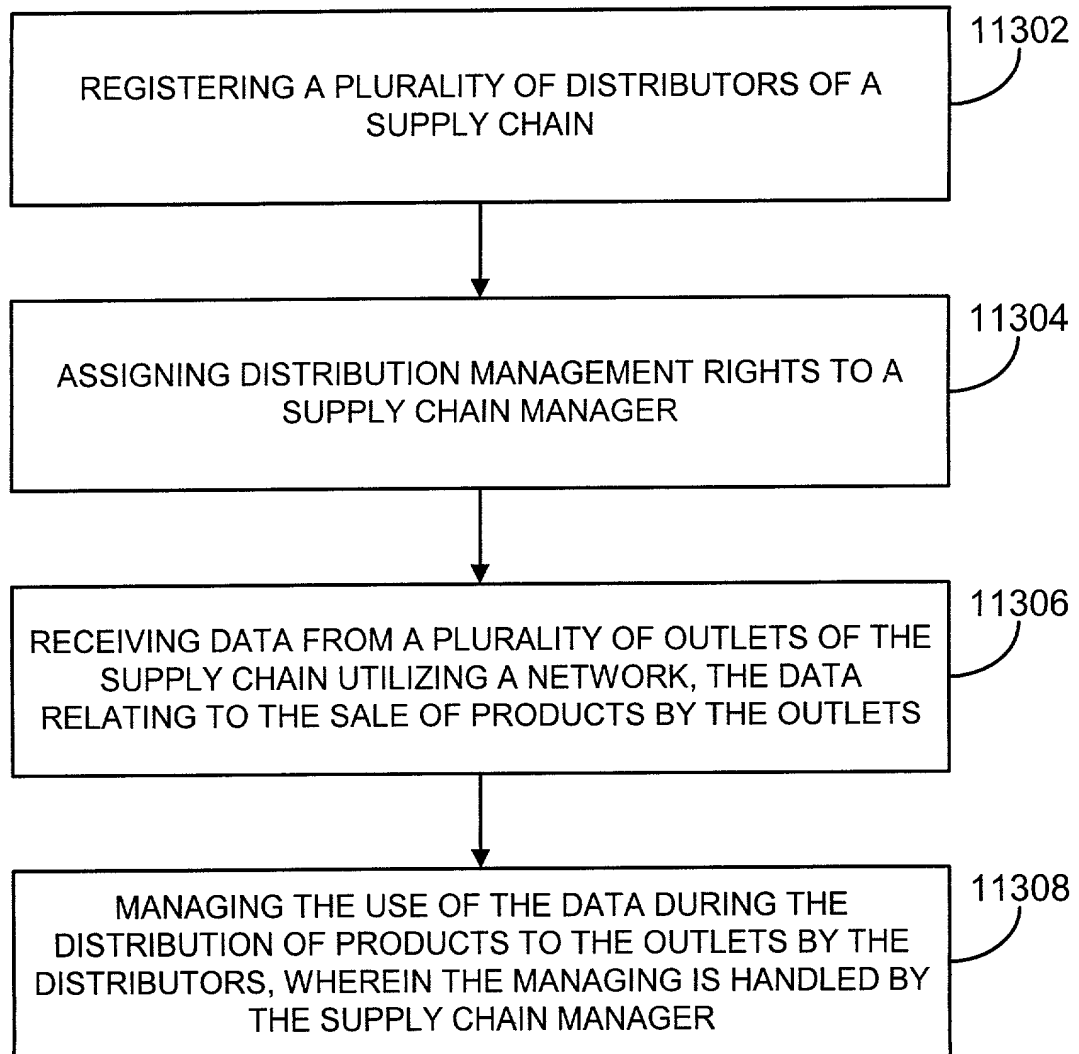 11302
REGISTERING A PLURALITY OF DISTRIBUTORS OF A
SUPPLY CHAIN
11304
ASSIGNING DISTRIBUTION MANAGEMENT RIGHTS TO A
SUPPLY CHAIN MANAGER
11306
RECEIVING DATA FROM A PLURALITY OF OUTLETS OF THE
SUPPLY CHAIN UTILIZING A NETWORK, THE DATA
RELATING TO THE SALE OF PRODUCTS BY THE OUTLETS
11308
MANAGING THE USE OF THE DATA DURING THE
DISTRIBUTION OF PRODUCTS TO THE OUTLETS BY THE
DISTRIBUTORS, WHEREIN THE MANAGING IS HANDLED BY
THE SUPPLY CHAIN MANAGER